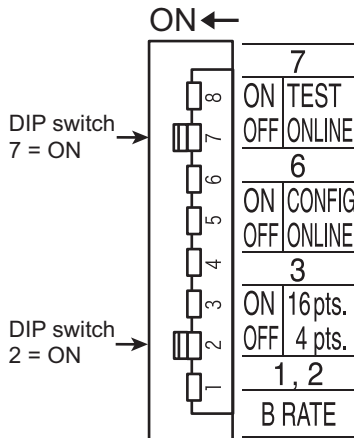 ON
DIP switch
7 = ON
DIP switch
2 = ON
8
7
6
5
4
3
2
1
7
ON TEST
OFF ONLINE
6
ON CONFIG
OFF ONLINE
3
ON 16 pts.
OFF 4 pts.
1, 2
B RATE